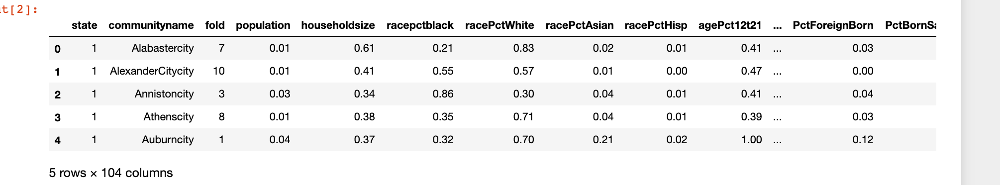 t[2]:
state communityname fold population householdsize racepctblack racePctWhite racePctAsian racePctHisp agePct12t21 ... PctForeignBorn PctBornSa
0 1 Alabastercity 7 0.01 0.61 0.21 0.83 0.02 0.01 0.41 ... 0.03
1 1 AlexanderCitycity 10 0.01 0.41 0.55 0.57 0.01 0.00 0.47 ... 0.00
2 1 Annistoncity 3 0.03 0.34 0.86 0.30 0.04 0.01 0.41 ... 0.04
3 1 Athenscity 8 0.01 0.38 0.35 0.71 0.04 0.01 0.39 ... 0.03
4 1 Auburncity 1 0.04 0.37 0.32 0.70 0.21 0.02 1.00 ... 0.12
5 rows × 104 columns